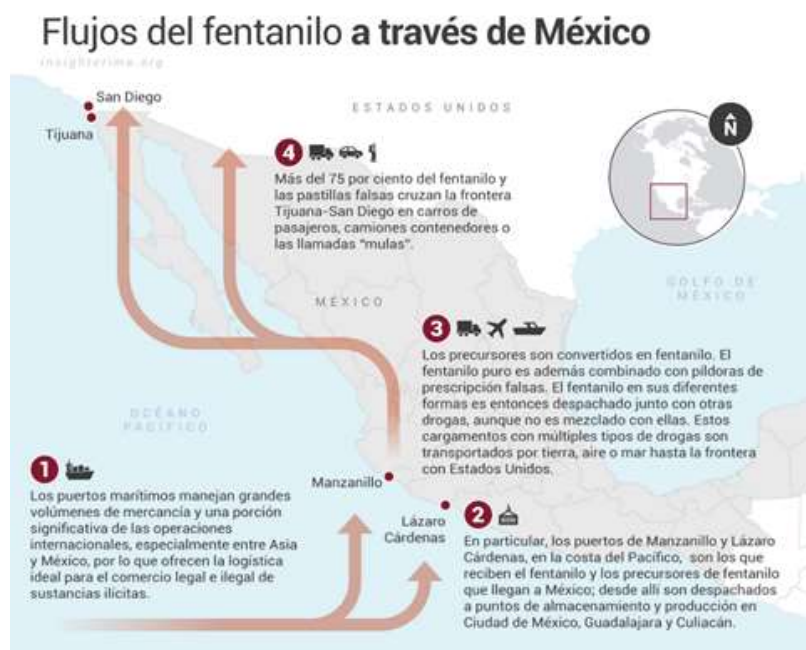 Flujos del fentanilo a través de México
insightcrime.org
San Diego
Tijuana
ESTADOS UNIDOS
N
4
Más del 75 por ciento del fentanilo y
las pastillas falsas cruzan la frontera
Tijuana-San Diego en carros de
pasajeros, camiones contenedores o
las llamadas "mulas".
GOLFO DE
MÉXICO
MÉXICO
3
Los precursores son convertidos en fentanilo. El
fentanilo puro es además combinado con píldoras de
prescripción falsas. El fentanilo en sus diferentes
formas es entonces despachado junto con otras
drogas, aunque no es mezclado con ellas. Estos
cargamentos con múltiples tipos de drogas son
transportados por tierra, aire o mar hasta la frontera
con Estados Unidos.
OCÉANO
PACÍFICO
1
Los puertos marítimos manejan grandes
volúmenes de mercancía y una porción
significativa de las operaciones
internacionales, especialmente entre Asia
y México, por lo que ofrecen la logística
ideal para el comercio legal e ilegal de
sustancias ilícitas.
Manzanillo
Lázaro
Cárdenas
2
En particular, los puertos de Manzanillo y Lázaro
Cárdenas, en la costa del Pacífico, son los que
reciben el fentanilo y los precursores de fentanilo
que llegan a México; desde allí son despachados
a puntos de almacenamiento y producción en
Ciudad de México, Guadalajara y Culiacán.